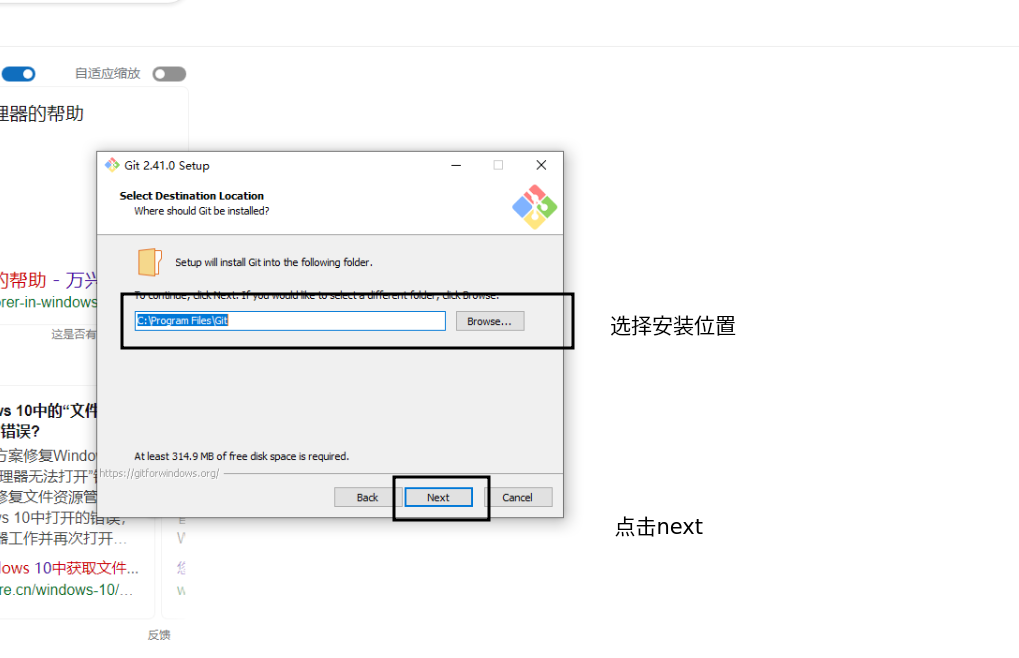 自适应缩放
理器的帮助
Git 2.41.0 Setup
Select Destination Location
Where should Git be installed?
Setup will install Git into the following folder.
的帮助 - 万兴
orer-in-windows
To continue, click Next. If you would like to select a different folder, click Browse.
C:\Program Files\Git
Browse...
选择安装位置
这是否有
ws 10中的“文件
错误?
方案修复Windo
At least 314.9 MB of free disk space is required.
理器无法打开“
https://gitforwindows.org/
修复文件资源管
Back
Next
Cancel
ws 10中打开的错误，
点击next
器工作并再次打开...
dows 10中获取文件...
您
re.cn/windows-10/...
w
反馈